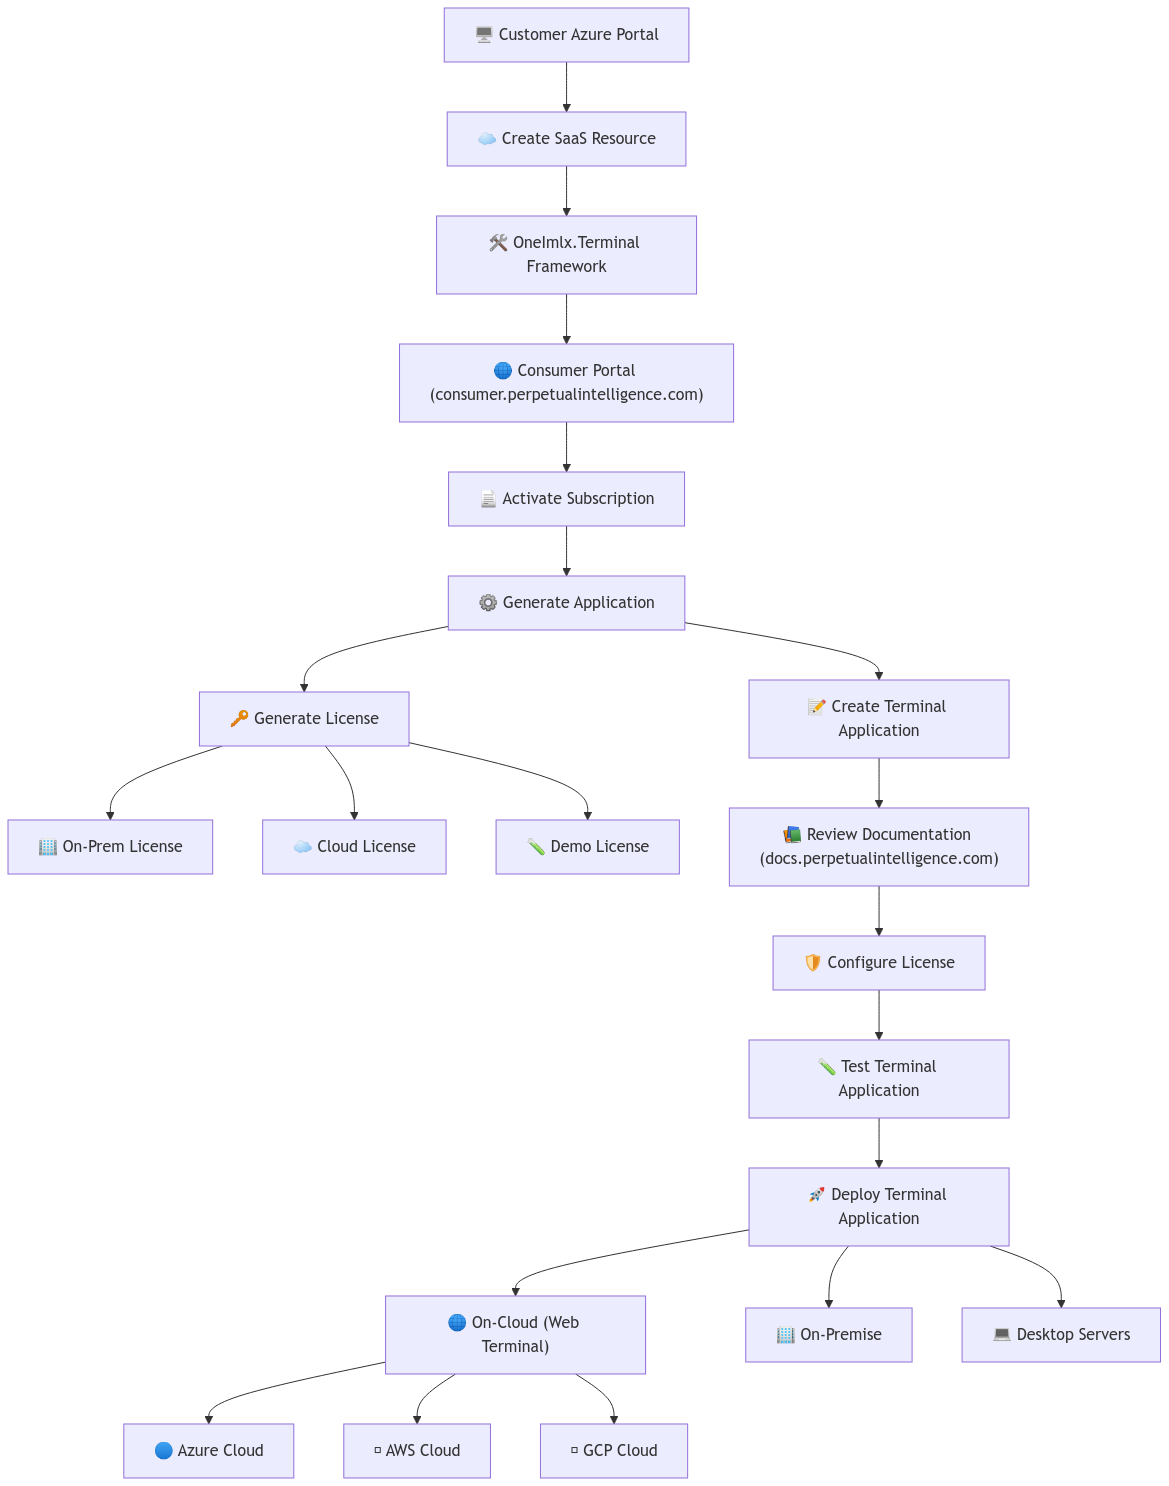 🖥️ Customer Azure Portal
☁️ Create SaaS Resource
🛠️ OneImlx.Terminal
Framework
🌐 Consumer Portal
(consumer.perpetualintelligence.com)
📄 Activate Subscription
⚙️ Generate Application
🔑 Generate License
📝 Create Terminal
Application
🏢 On-Prem License
☁️ Cloud License
🧪 Demo License
📚 Review Documentation
(docs.perpetualintelligence.com)
🛡️ Configure License
🧪 Test Terminal
Application
🚀 Deploy Terminal
Application
🌐 On-Cloud (Web
Terminal)
🏢 On-Premise
💻 Desktop Servers
🔵 Azure Cloud
AWS Cloud
GCP Cloud